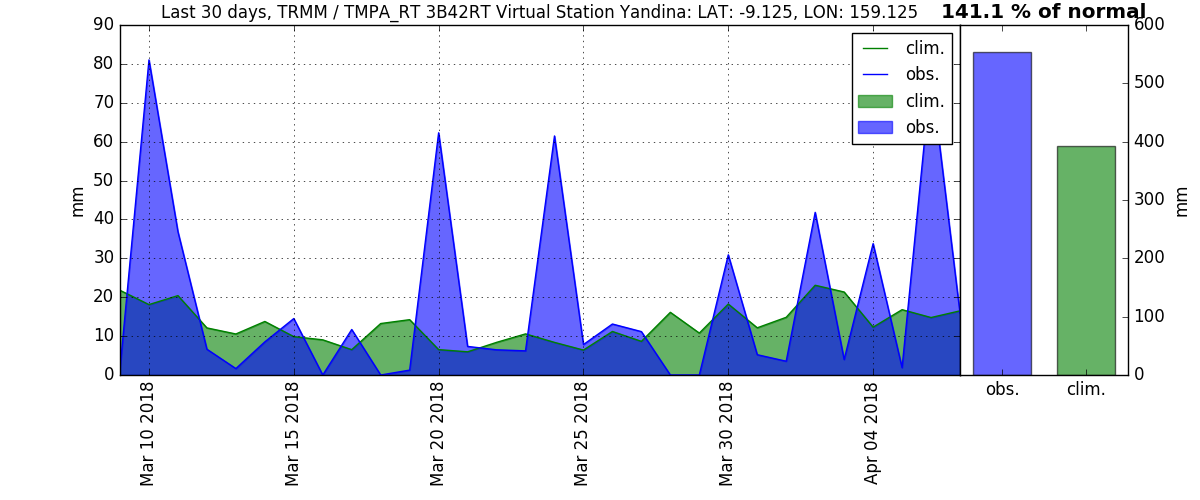 Last 30 days, TRMM / TMPA_RT 3B42RT Virtual Station Yandina: LAT: -9.125, LON: 159.125
141.1 % of normal
90
80
70
60
50
40
30
20
10
0
mm
clim.
obs.
clim.
obs.
Mar 10 2018
Mar 15 2018
Mar 20 2018
Mar 25 2018
Mar 30 2018
Apr 04 2018
600
500
400
300
200
100
0
mm
obs.
clim.